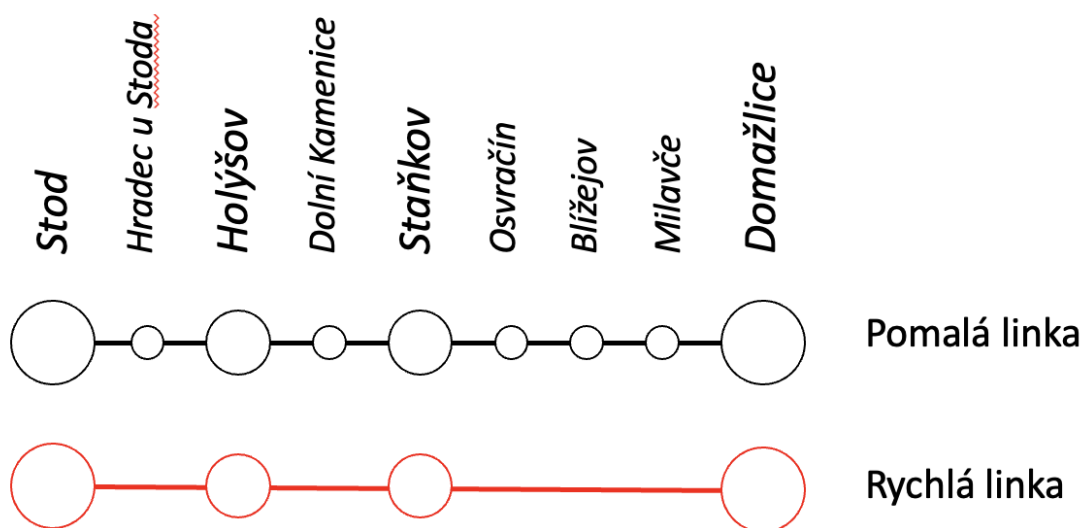 Stod
Hradec u Stoda
Holýšov
Dolní Kamenice
Staňkov
Osvračín
Blížejov
Milavče
Domažlice
Pomalá linka
Rychlá linka